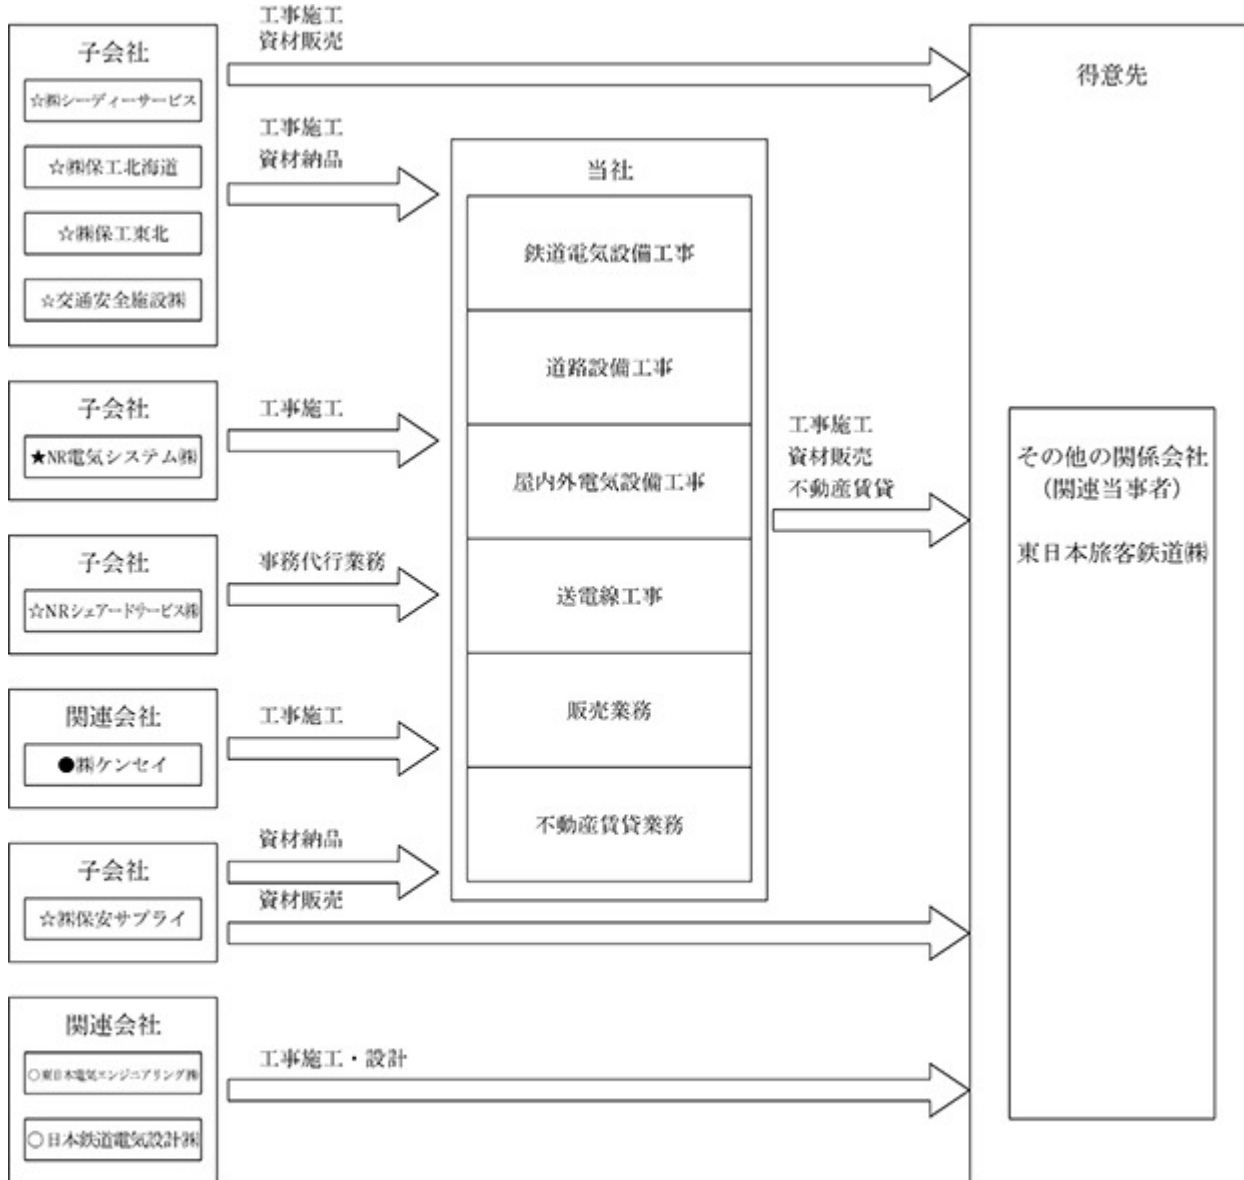 子会社
☆㈱シーディーサービス
☆㈱保工北海道
☆㈱保工東北
☆交通安全施設㈱
工事施工
資材販売
工事施工
資材納品
子会社
★NR電気システム㈱
工事施工
子会社
☆NRシェアードサービス㈱
事務代行業務
関連会社
●㈱ケンセイ
工事施工
子会社
☆㈱保安サプライ
資材納品
資材販売
関連会社
○東日本電気エンジニアリング㈱
○日本鉄道電気設計㈱
工事施工・設計
当社
鉄道電気設備工事
道路設備工事
屋内外電気設備工事
送電線工事
販売業務
不動産賃貸業務
工事施工
資材販売
不動産賃貸
得意先
その他の関係会社
(関連当事者)
東日本旅客鉄道㈱